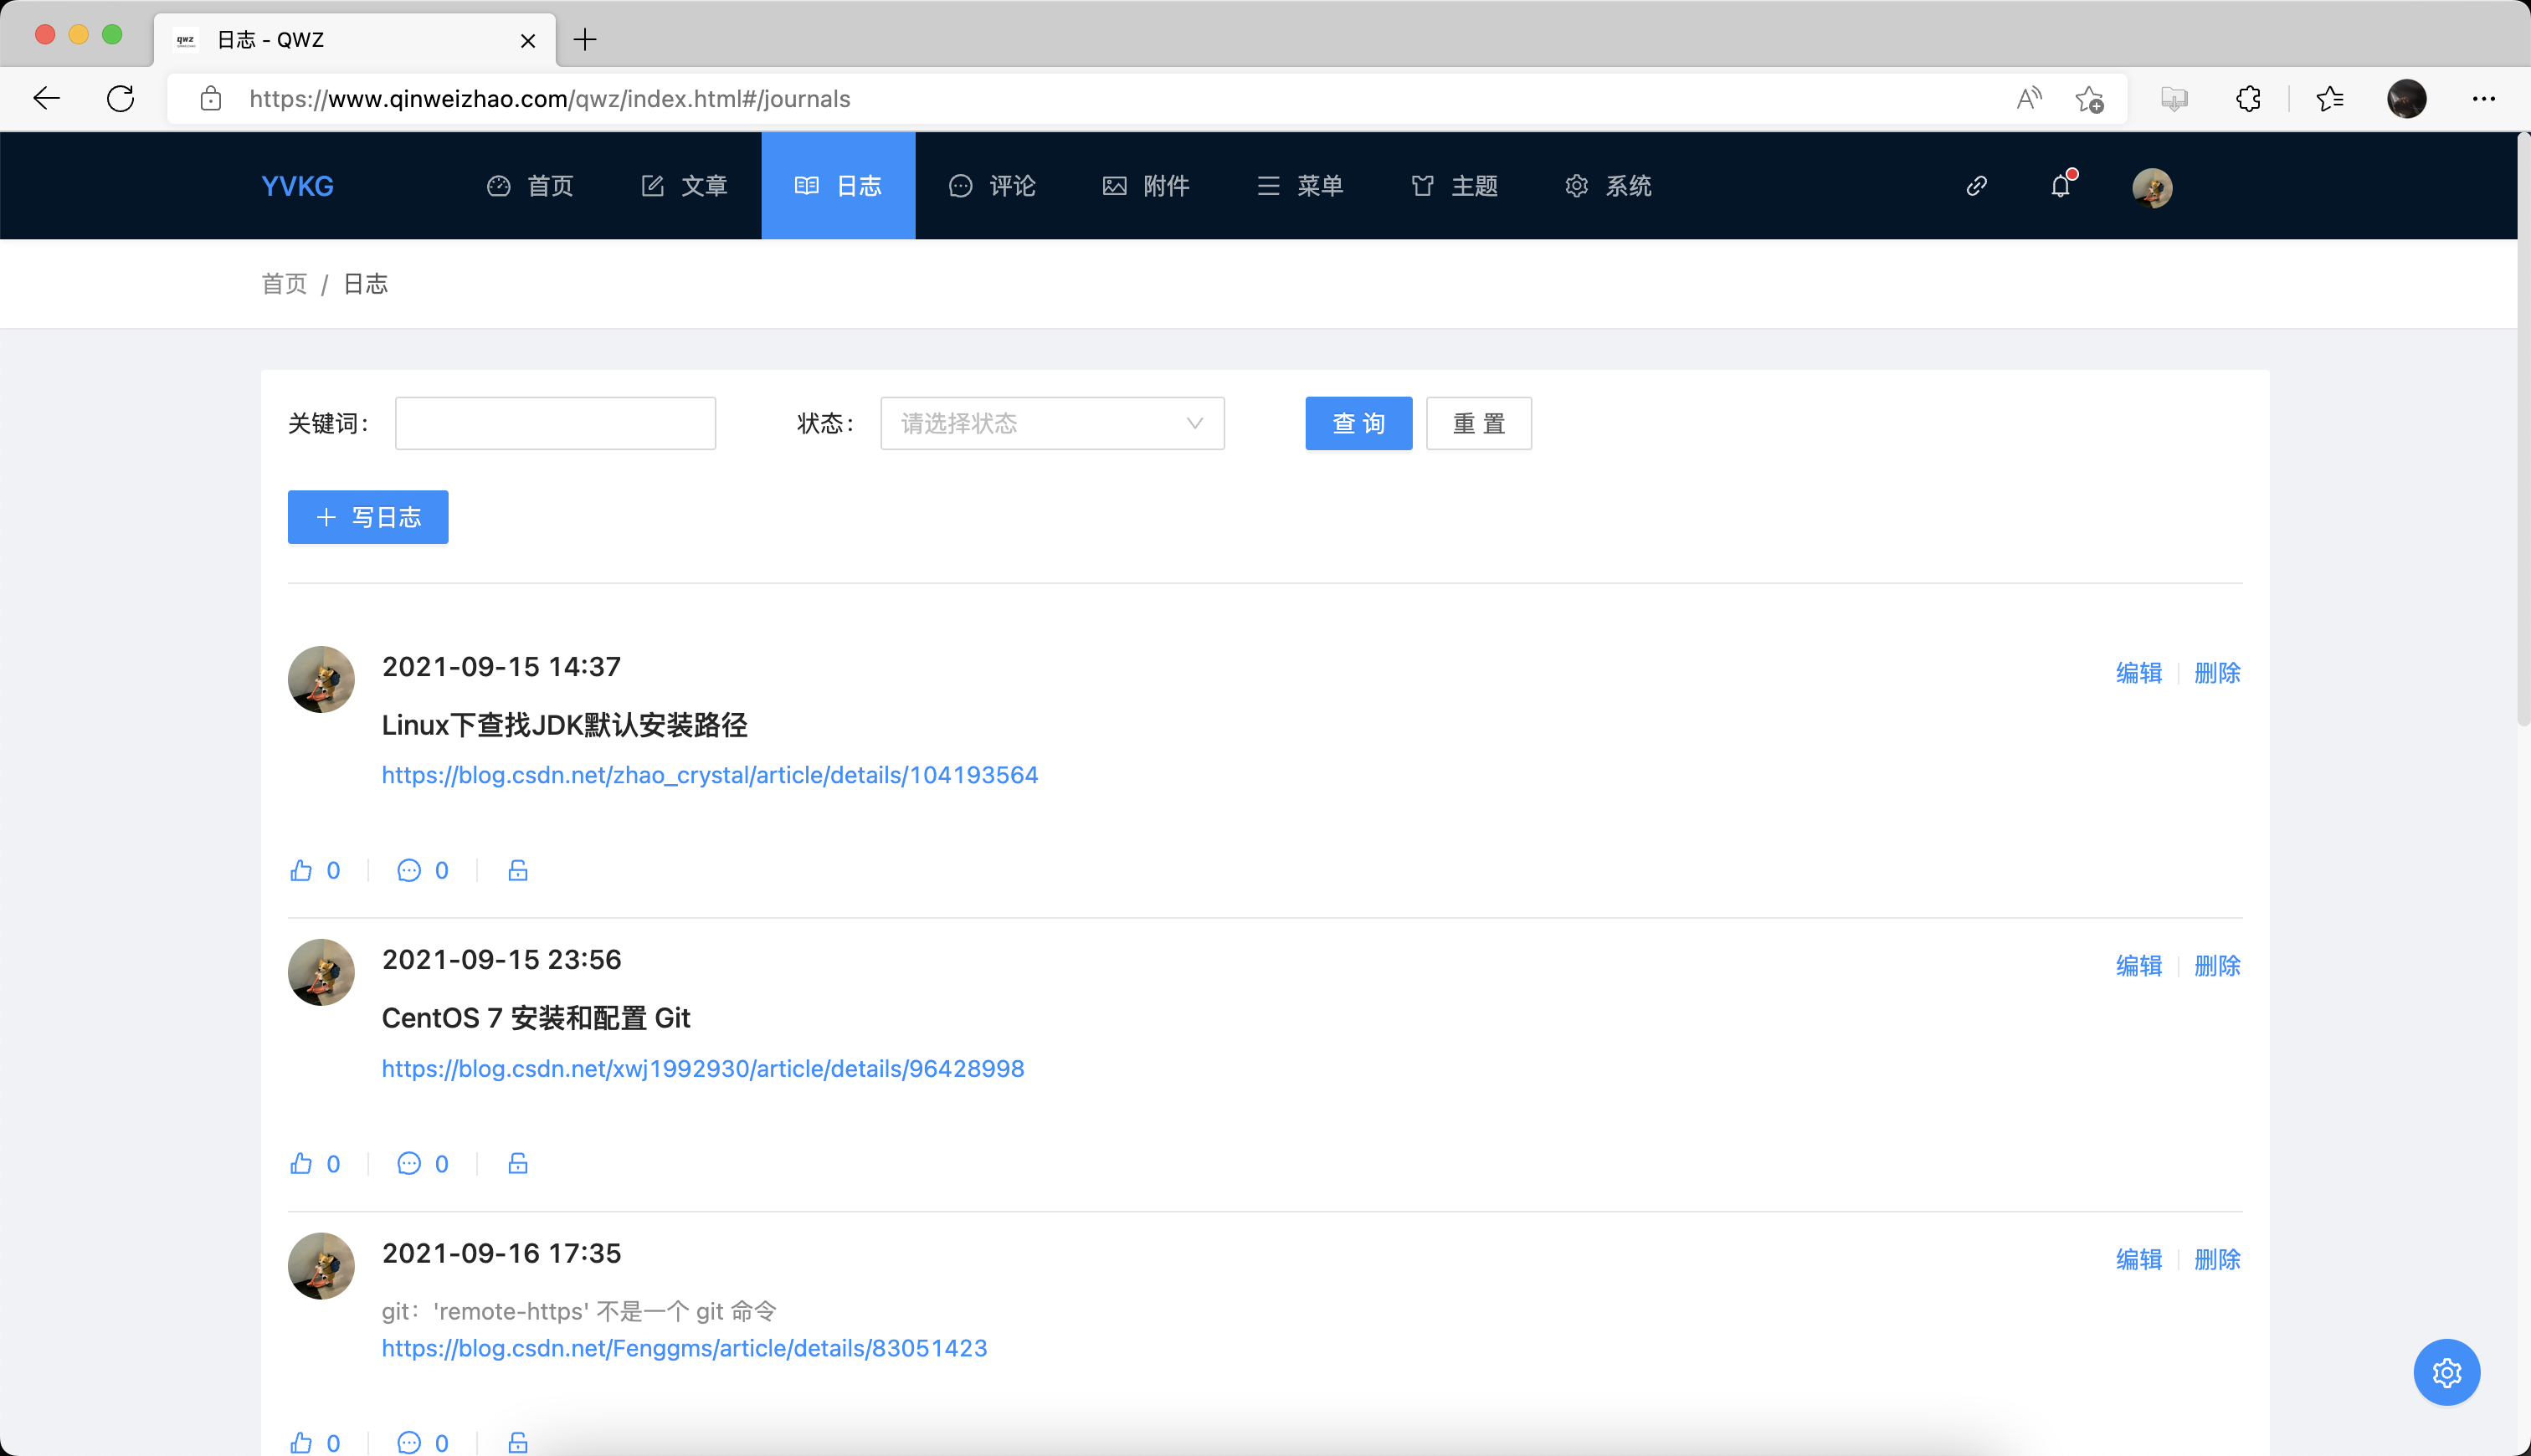 日志 - QWZ
https://www.qinweizhao.com/qwz/index.html#/journals
YVKG 首页 文章 日志 评论 附件 菜单 主题 系统
首页 / 日志
关键词： 状态： 请选择状态 查 询 重 置
写日志
2021-09-15 14:37 编辑 删除
Linux下查找JDK默认安装路径
https://blog.csdn.net/zhao_crystal/article/details/104193564
0 0
2021-09-15 23:56 编辑 删除
CentOS 7 安装和配置 Git
https://blog.csdn.net/xwj1992930/article/details/96428998
0 0
2021-09-16 17:35 编辑 删除
git：'remote-https' 不是一个 git 命令
https://blog.csdn.net/Fenggms/article/details/83051423
0 0